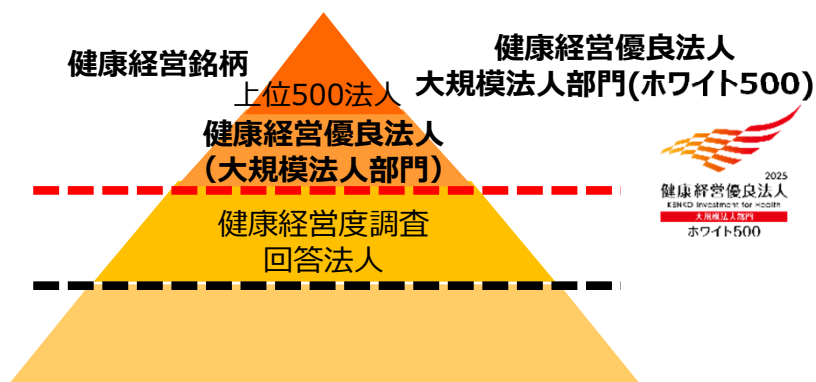 健康経営銘柄
上位500法人
健康経営優良法人
大規模法人部門(ホワイト500)
健康経営優良法人
（大規模法人部門）
健康経営度調査
回答法人
2025
健康経営優良法人
KENKO Investment for Health
大規模法人部門
ホワイト500